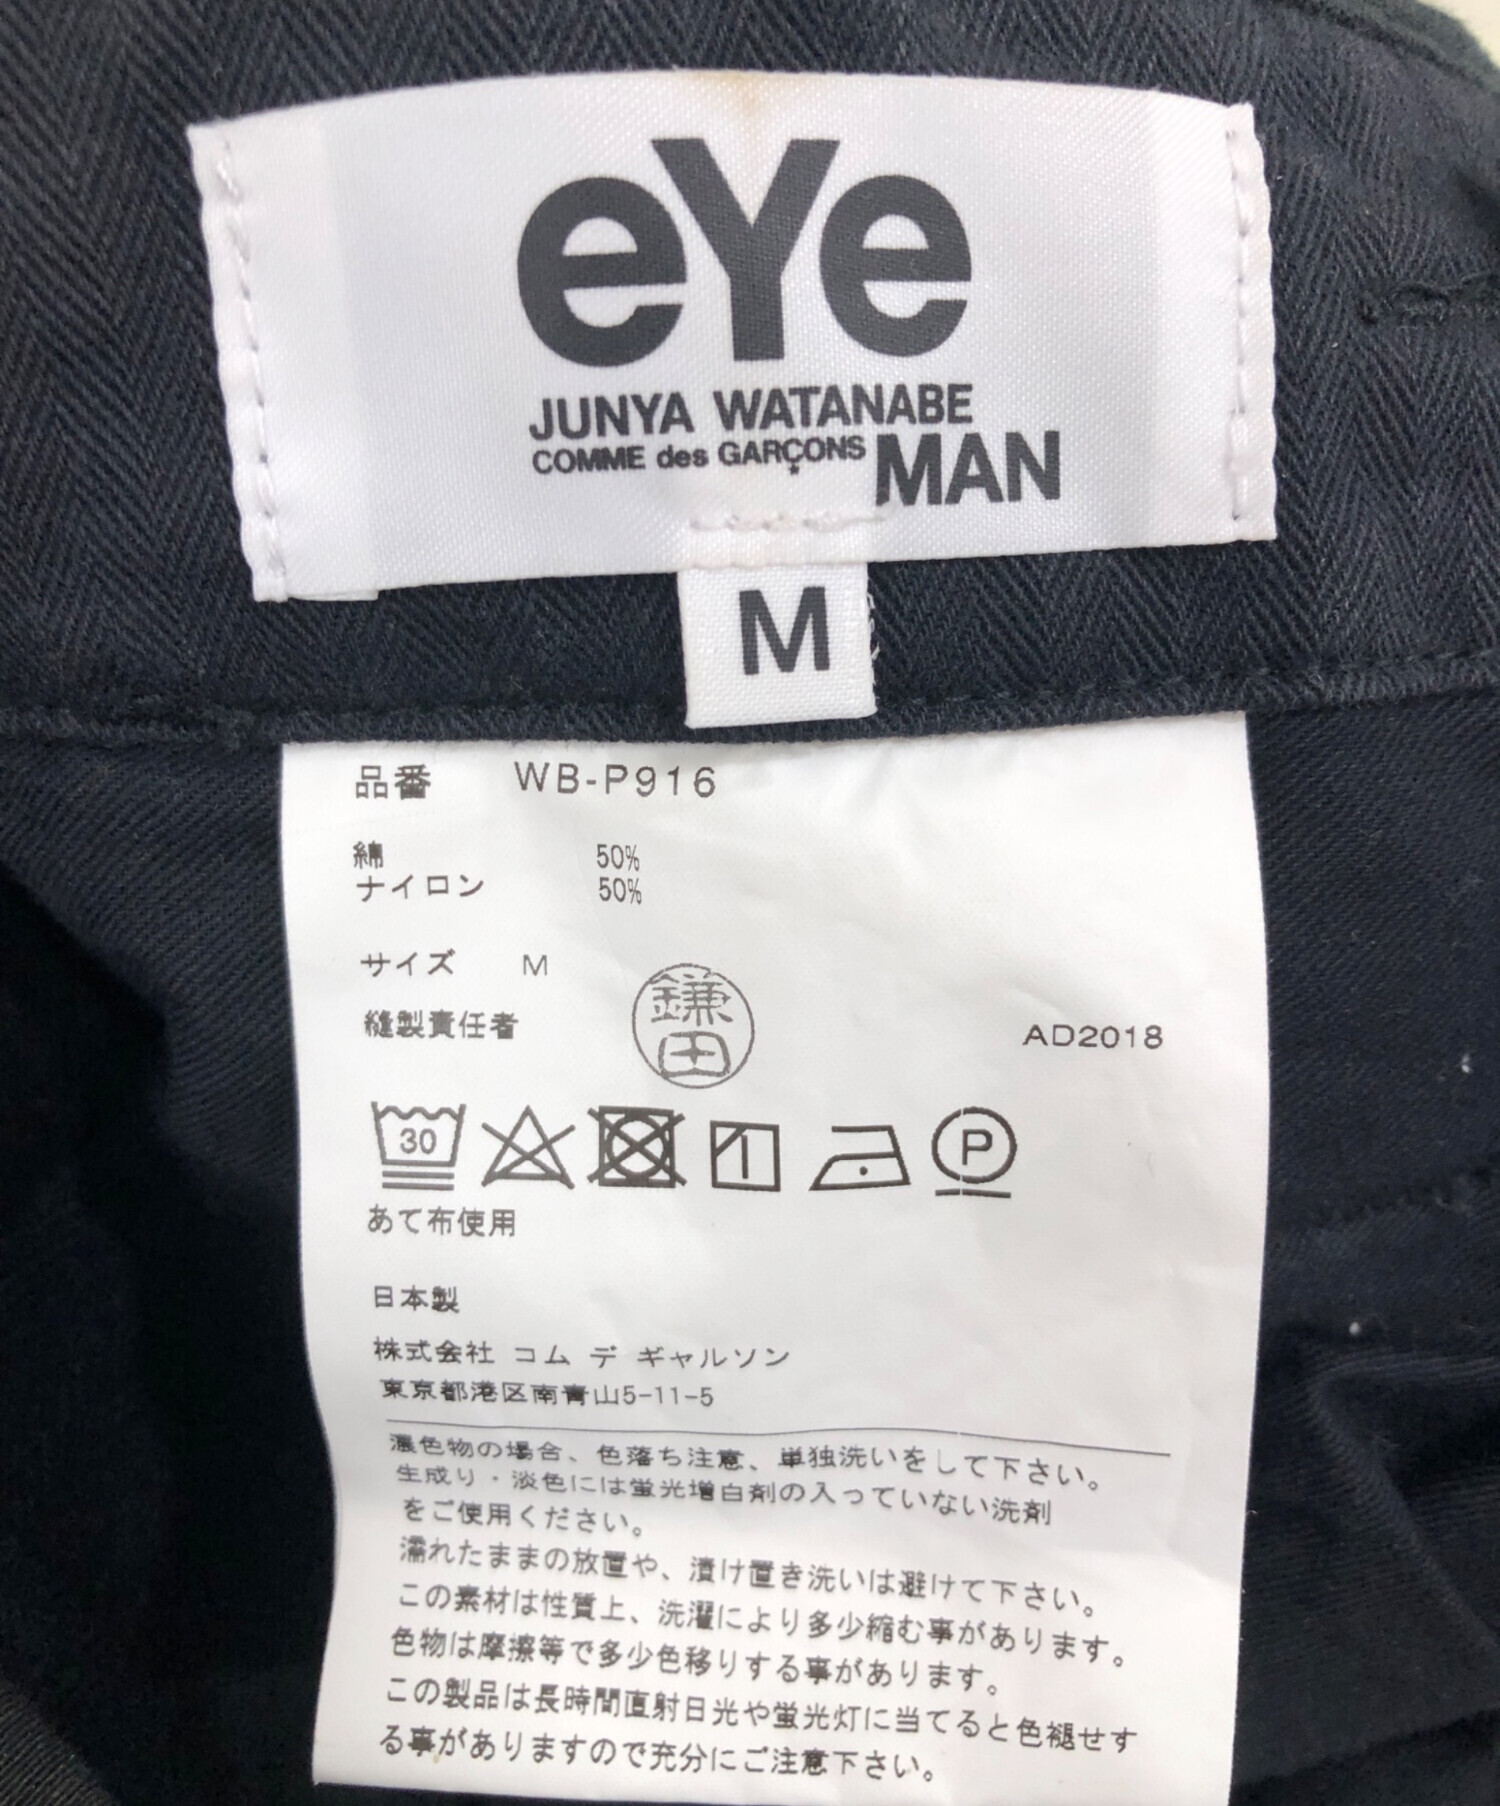 eYe
JUNYA WATANABE
COMME des GARÇONS MAN
M
品番 WB-P916
綿 50%
ナイロン 50%
サイズ M
縫製責任者 鎌田 AD2018
30 P
あて布使用
日本製
株式会社 コム デ ギャルソン
東京都港区南青山5-11-5
濃色物の場合、色落ち注意、単独洗いをして下さい。
生成り・淡色には蛍光増白剤の入っていない洗剤
をご使用ください。
濡れたままの放置や、漬け置き洗いは避けて下さい。
この素材は性質上、洗濯により多少縮む事があります。
色物は摩擦等で多少色移りする事があります。
この製品は長時間直射日光や蛍光灯に当てると色褪せす
る事がありますので充分にご注意下さい。